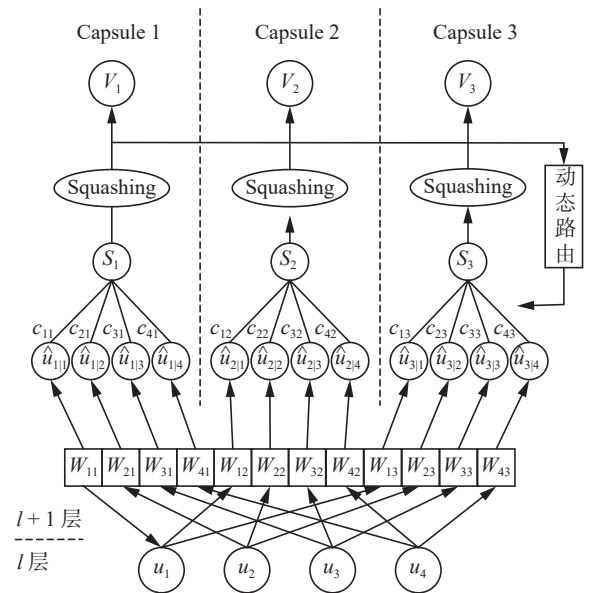 Capsule 1 Capsule 2 Capsule 3
V₁ V₂ V₃
Squashing Squashing Squashing
动态路由
S₁ S₂ S₃
c₁₁ c₂₁ c₃₁ c₄₁ c₁₂ c₂₂ c₃₂ c₄₂ c₁₃ c₂₃ c₃₃ c₄₃
û₁|₁ û₁|₂ û₁|₃ û₁|₄ û₂|₁ û₂|₂ û₂|₃ û₂|₄ û₃|₁ û₃|₂ û₃|₃ û₃|₄
W₁₁ W₂₁ W₃₁ W₄₁ W₁₂ W₂₂ W₃₂ W₄₂ W₁₃ W₂₃ W₃₃ W₄₃
l + 1 层
l 层
u₁ u₂ u₃ u₄